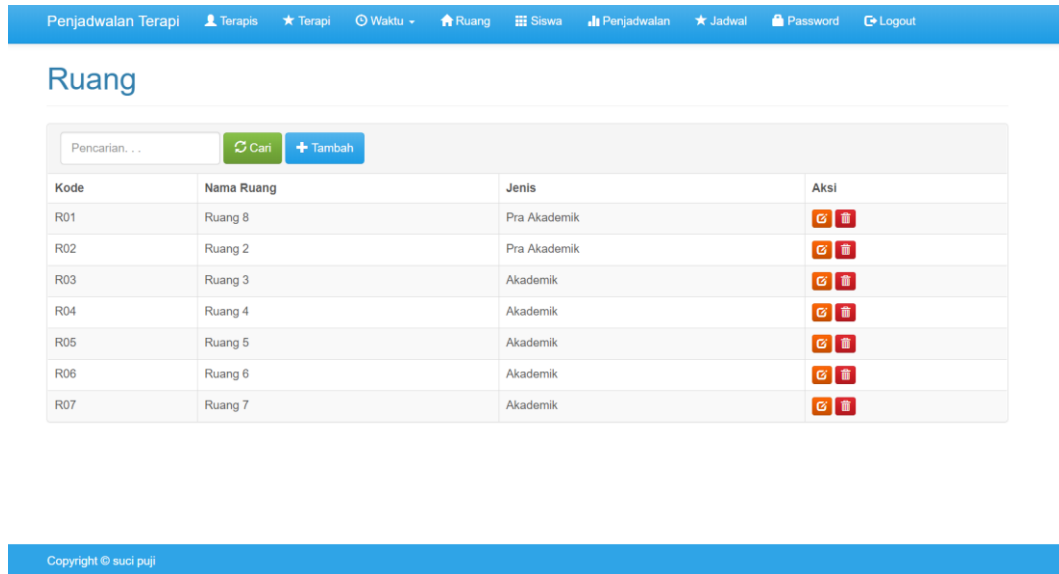 Penjadwalan Terapi Terapis Terapi Waktu Ruang Siswa Penjadwalan Jadwal Password Logout
Ruang
Pencarian. . . Cari Tambah
Kode Nama Ruang Jenis Aksi
R01 Ruang 8 Pra Akademik
R02 Ruang 2 Pra Akademik
R03 Ruang 3 Akademik
R04 Ruang 4 Akademik
R05 Ruang 5 Akademik
R06 Ruang 6 Akademik
R07 Ruang 7 Akademik
Copyright © suci puji